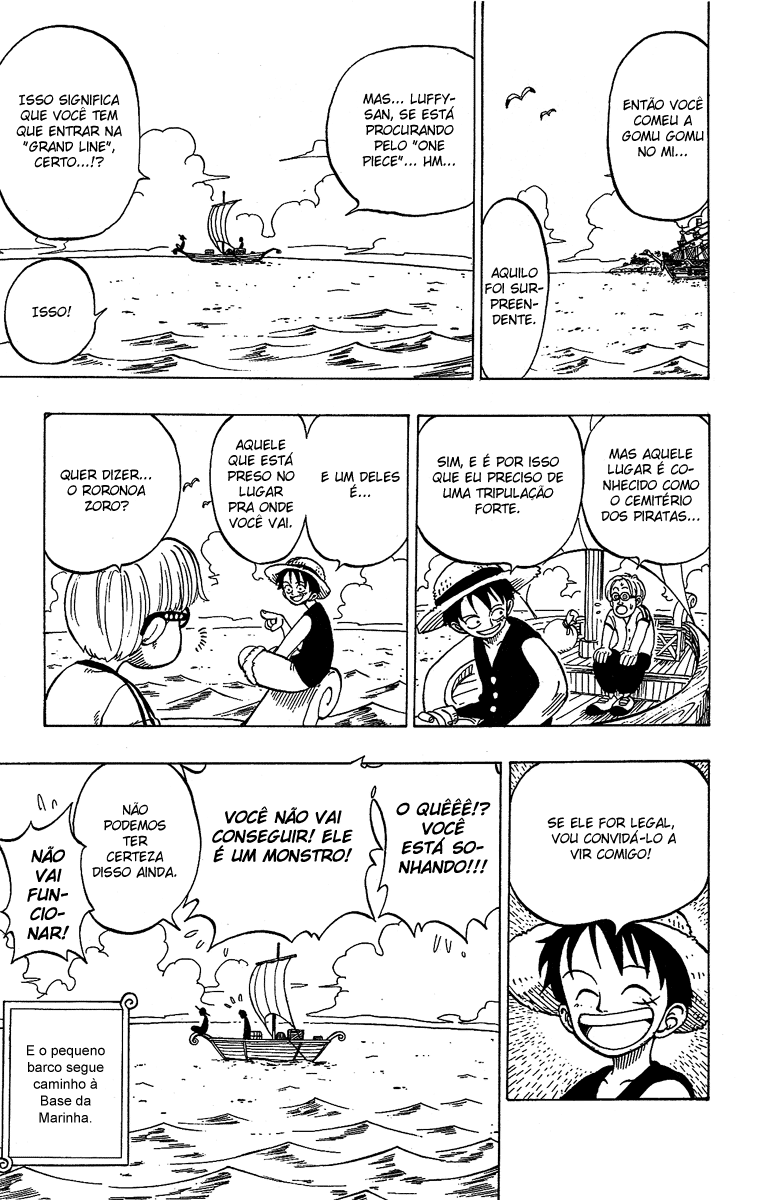 ENTÃO VOCÊ
COMEU A
GOMU GOMU
NO MI...
AQUILO
FOI SUR-
PREEN-
DENTE.
MAS... LUFFY-
SAN, SE ESTÁ
PROCURANDO
PELO "ONE
PIECE"... HM...
ISSO SIGNIFICA
QUE VOCÊ TEM
QUE ENTRAR NA
"GRAND LINE",
CERTO...!?
ISSO!
MAS AQUELE
LUGAR É CO-
NHECIDO COMO
O CEMITÉRIO
DOS PIRATAS...
SIM, E É POR ISSO
QUE EU PRECISO DE
UMA TRIPULAÇÃO
FORTE.
E UM DELES
É...
AQUELE
QUE ESTÁ
PRESO NO
LUGAR
PRA ONDE
VOCÊ VAI.
QUER DIZER...
O RORONOA
ZORO?
SE ELE FOR LEGAL,
VOU CONVIDÁ-LO A
VIR COMIGO!
O QUÊÊÊ!?
VOCÊ
ESTÁ SO-
NHANDO!!!
VOCÊ NÃO VAI
CONSEGUIR! ELE
É UM MONSTRO!
NÃO
PODEMOS
TER
CERTEZA
DISSO AINDA.
NÃO
VAI
FUN-
CIO-
NAR!
E o pequeno
barco segue
caminho à
Base da
Marinha.